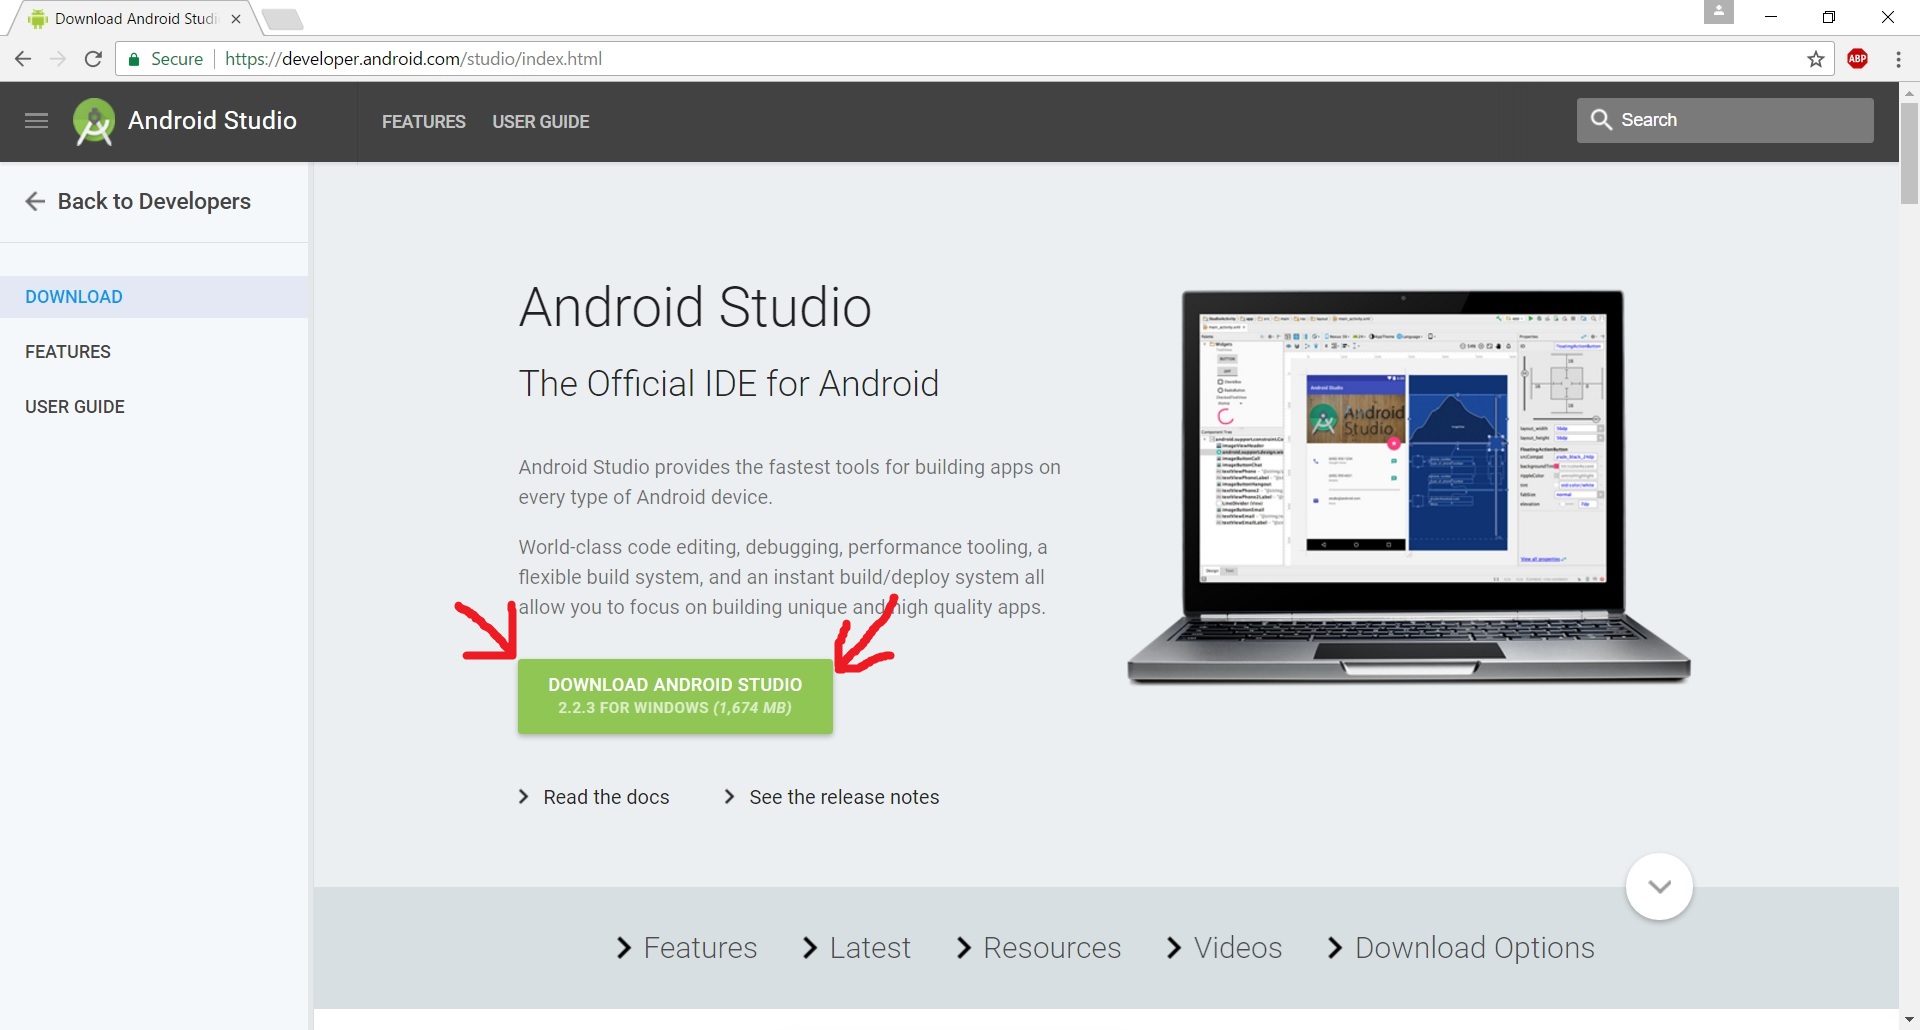 Download Android Studi
Secure
https://developer.android.com/studio/index.html
ABP
Android Studio
FEATURES
USER GUIDE
Search
Back to Developers
DOWNLOAD
FEATURES
USER GUIDE
Android Studio
The Official IDE for Android
Android Studio provides the fastest tools for building apps on
every type of Android device.
World-class code editing, debugging, performance tooling, a
flexible build system, and an instant build/deploy system all
allow you to focus on building unique and high quality apps.
DOWNLOAD ANDROID STUDIO
2.2.3 FOR WINDOWS (1,674 MB)
Read the docs
See the release notes
Android Studio
Android
Studio
Features
Latest
Resources
Videos
Download Options